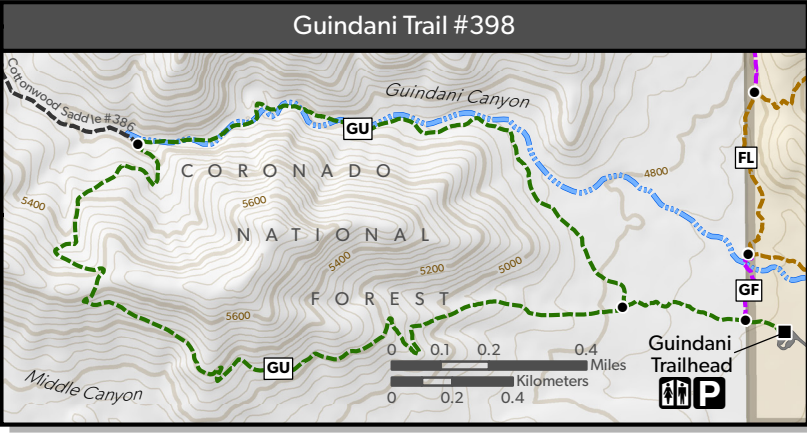 Guindani Trail #398
Cottonwood Saddle #386
Guindani Canyon
GU
FL
CORONADO
4800
5400
5600
NATIONAL
5400
5200
5000
GF
FOREST
5600
Guindani
Trailhead
0 0.1 0.2 0.4 Miles
Kilometers
0 0.2 0.4
GU
P
Middle Canyon